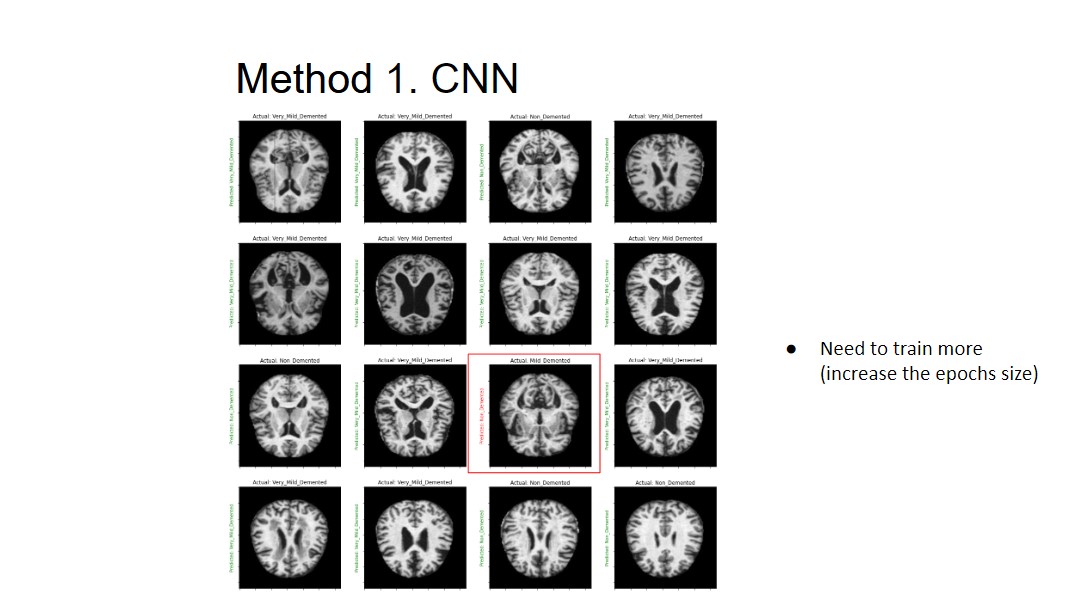 Method 1. CNN
Actual: Very_Mild_Demented
Actual: Very_Mild_Demented
Actual: Non_Demented
Actual: Very_Mild_Demented
Predicted: Very_Mild_Demented
Predicted: Very_Mild_Demented
Predicted: Non_Demented
Predicted: Very_Mild_Demented
Actual: Very_Mild_Demented
Actual: Very_Mild_Demented
Actual: Very_Mild_Demented
Actual: Very_Mild_Demented
Predicted: Very_Mild_Demented
Predicted: Very_Mild_Demented
Predicted: Very_Mild_Demented
Predicted: Very_Mild_Demented
Actual: Non_Demented
Actual: Very_Mild_Demented
Actual: Mild_Demented
Actual: Very_Mild_Demented
Predicted: Non_Demented
Predicted: Very_Mild_Demented
Predicted: Non_Demented
Predicted: Very_Mild_Demented
Actual: Very_Mild_Demented
Actual: Very_Mild_Demented
Actual: Non_Demented
Actual: Non_Demented
Predicted: Very_Mild_Demented
Predicted: Very_Mild_Demented
Predicted: Non_Demented
Predicted: Non_Demented
● Need to train more
(increase the epochs size)